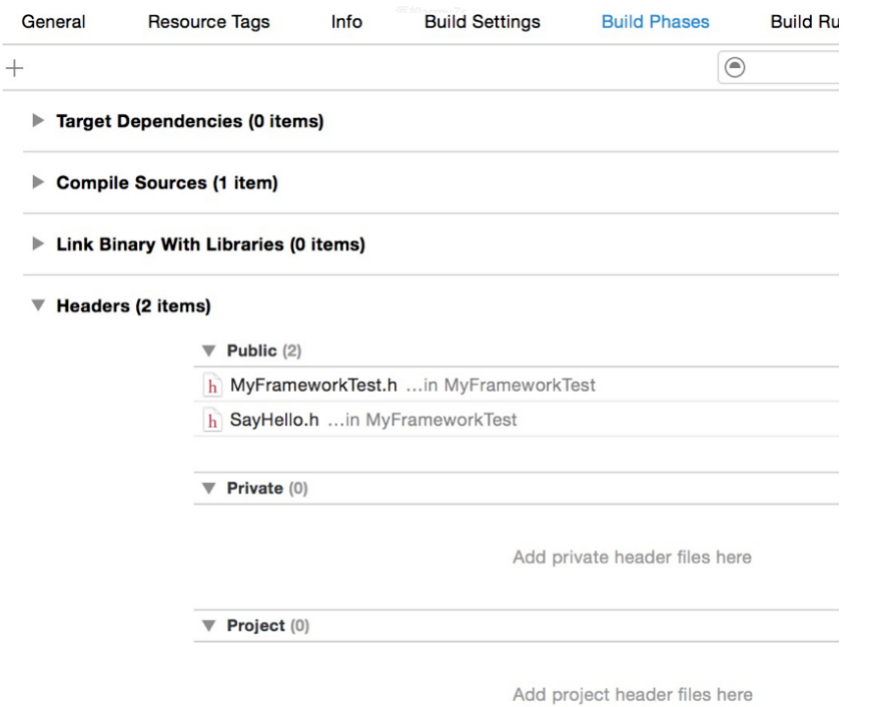 General Resource Tags Info Build Settings Build Phases Build Ru
Target Dependencies (0 items)
Compile Sources (1 item)
Link Binary With Libraries (0 items)
Headers (2 items)
Public (2)
h MyFrameworkTest.h ...in MyFrameworkTest
h SayHello.h ...in MyFrameworkTest
Private (0)
Add private header files here
Project (0)
Add project header files here